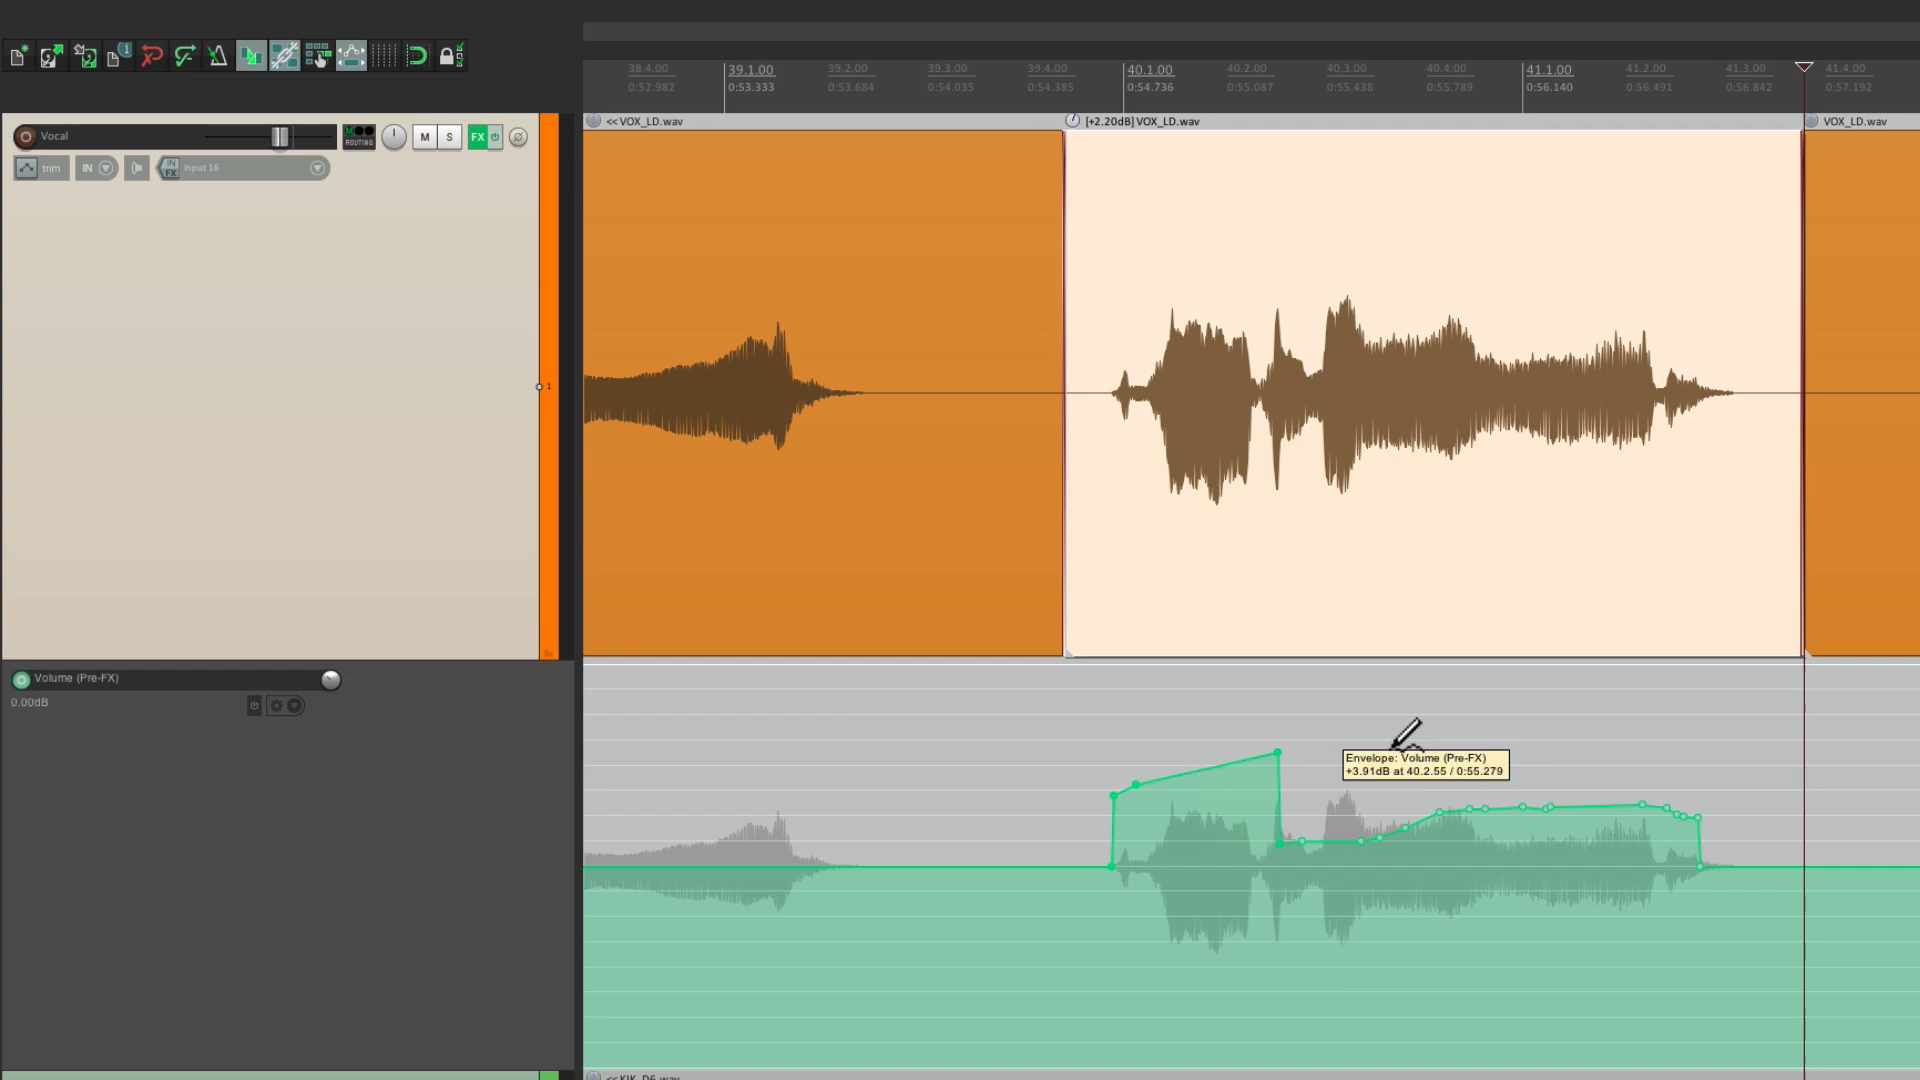 38.4.00 39.1.00 39.2.00 39.3.00 39.4.00 40.1.00 40.2.00 40.3.00 40.4.00 41.1.00 41.2.00 41.3.00 41.4.00
0:52.982 0:53.333 0:53.684 0:54.035 0:54.385 0:54.736 0:55.087 0:55.438 0:55.789 0:56.140 0:56.491 0:56.842 0:57.192
<< VOX_LD.wav [+2.20dB] VOX_LD.wav VOX_LD.wav
Vocal ROUTING M S FX
trim IN IN FX Input 16
1
Volume (Pre-FX)
0.00dB
Envelope: Volume (Pre-FX)
+3.91dB at 40.2.55 / 0:55.279